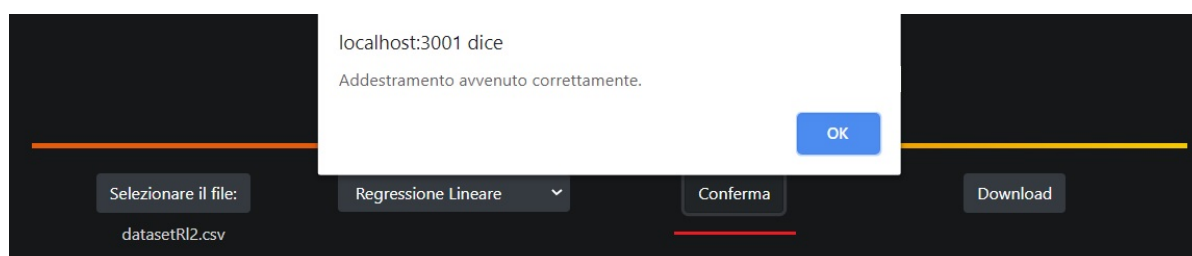 localhost:3001 dice
Addestramento avvenuto correttamente.
OK
Selezionare il file:
Regressione Lineare
Conferma
Download
datasetRl2.csv